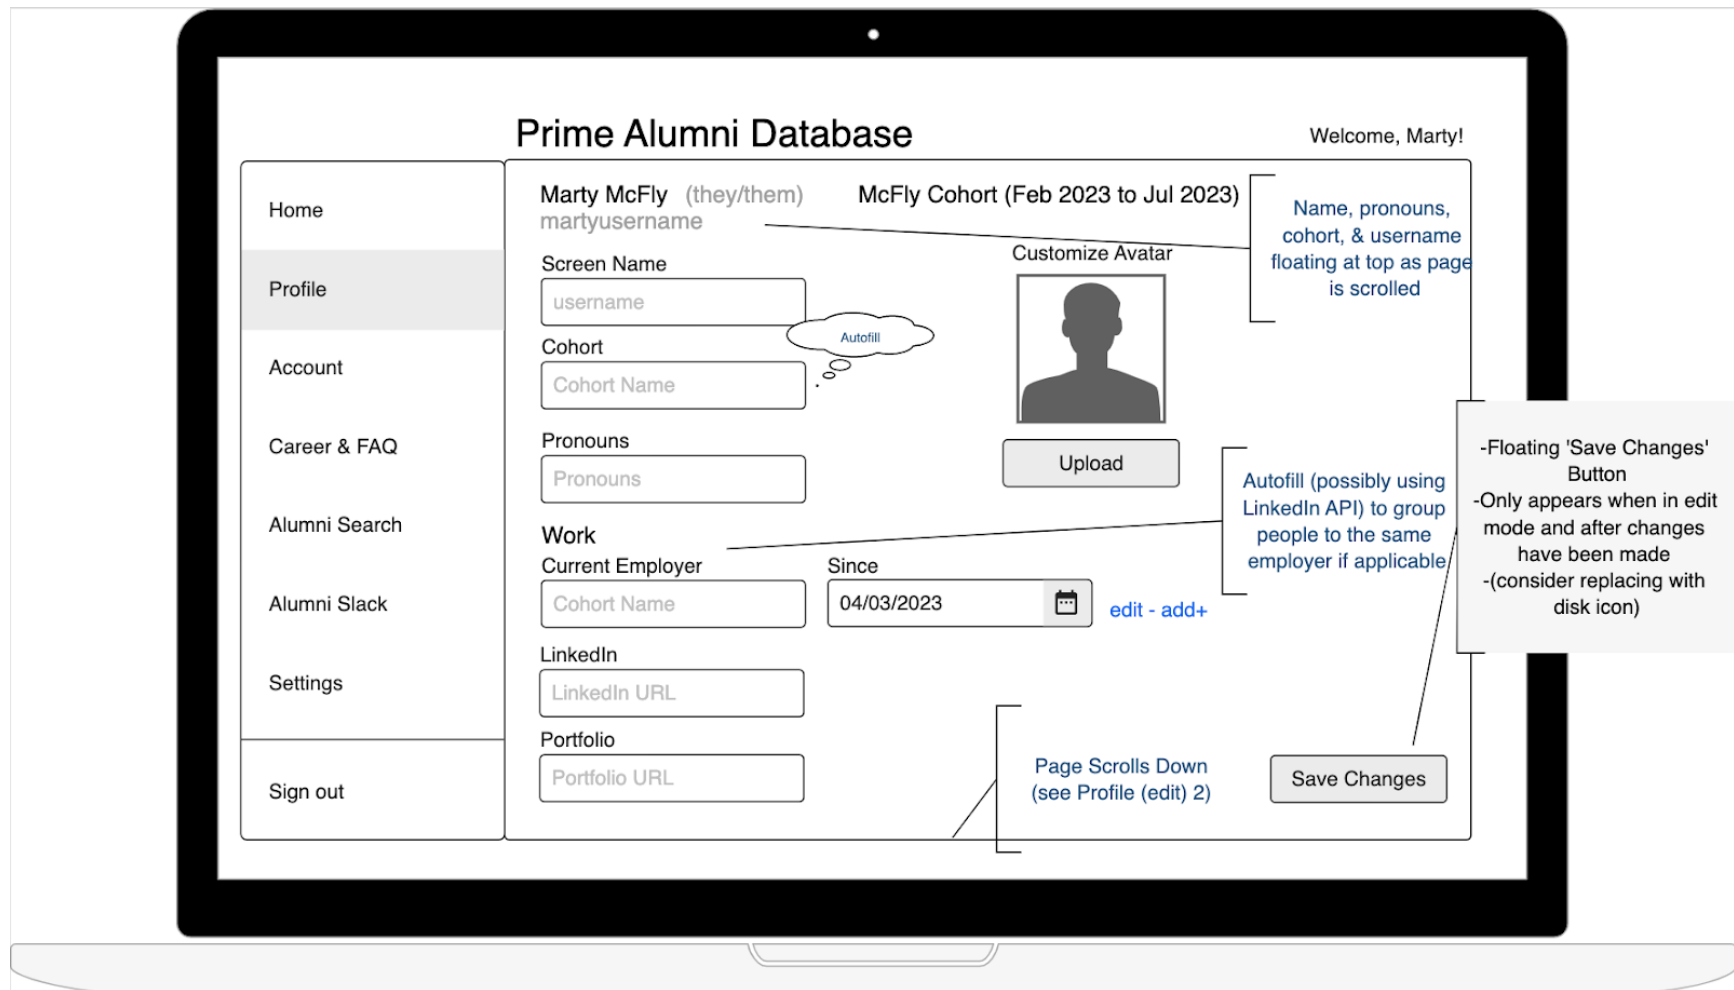 Prime Alumni Database
Welcome, Marty!
Home
Profile
Account
Career & FAQ
Alumni Search
Alumni Slack
Settings
Sign out
Marty McFly (they/them)
martyusername
McFly Cohort (Feb 2023 to Jul 2023)
Name, pronouns,
cohort, & username
floating at top as page
is scrolled
Screen Name
username
Autofill
Cohort
Cohort Name
Pronouns
Pronouns
Customize Avatar
Upload
Work
Current Employer
Cohort Name
Since
04/03/2023
edit - add+
Autofill (possibly using
LinkedIn API) to group
people to the same
employer if applicable
LinkedIn
LinkedIn URL
Portfolio
Portfolio URL
Page Scrolls Down
(see Profile (edit) 2)
Save Changes
-Floating 'Save Changes'
Button
-Only appears when in edit
mode and after changes
have been made
-(consider replacing with
disk icon)